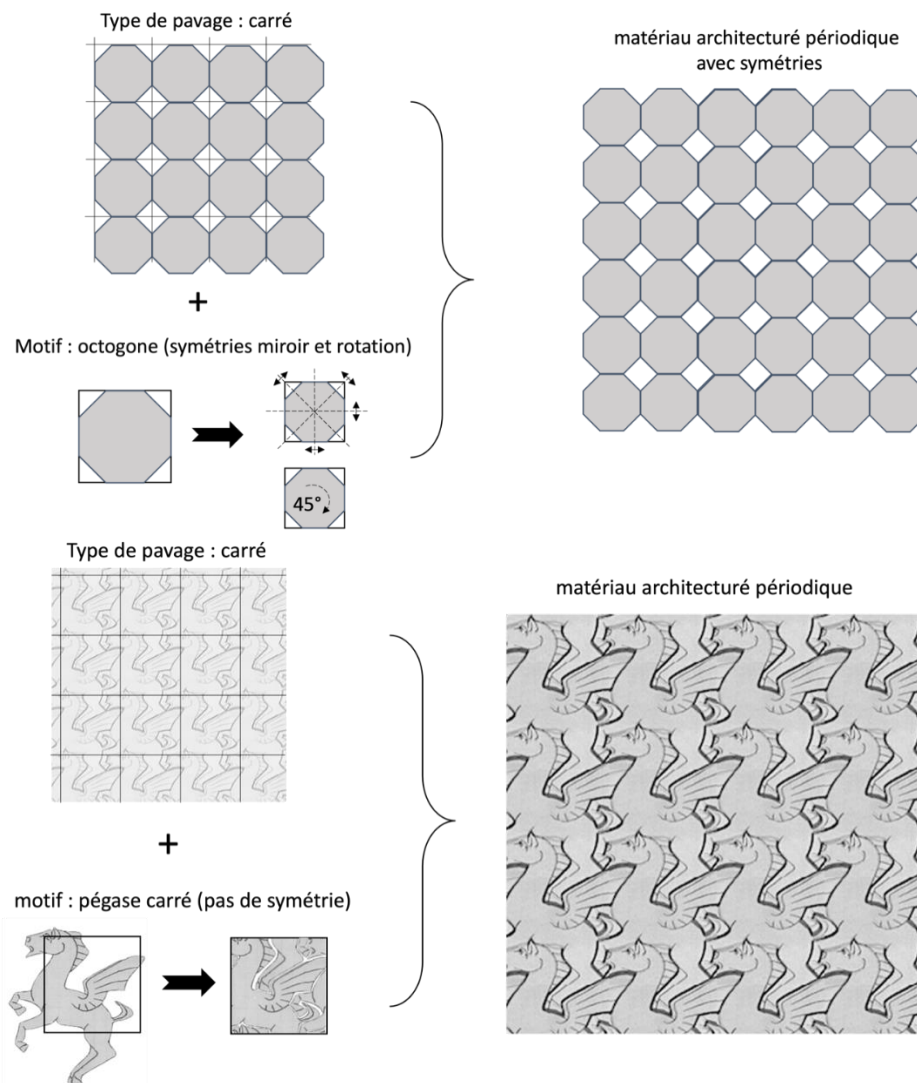 Type de pavage : carré
matériau architecturé périodique
avec symétries
+
Motif : octogone (symétries miroir et rotation)
45°
Type de pavage : carré
matériau architecturé périodique
+
motif : pégase carré (pas de symétrie)